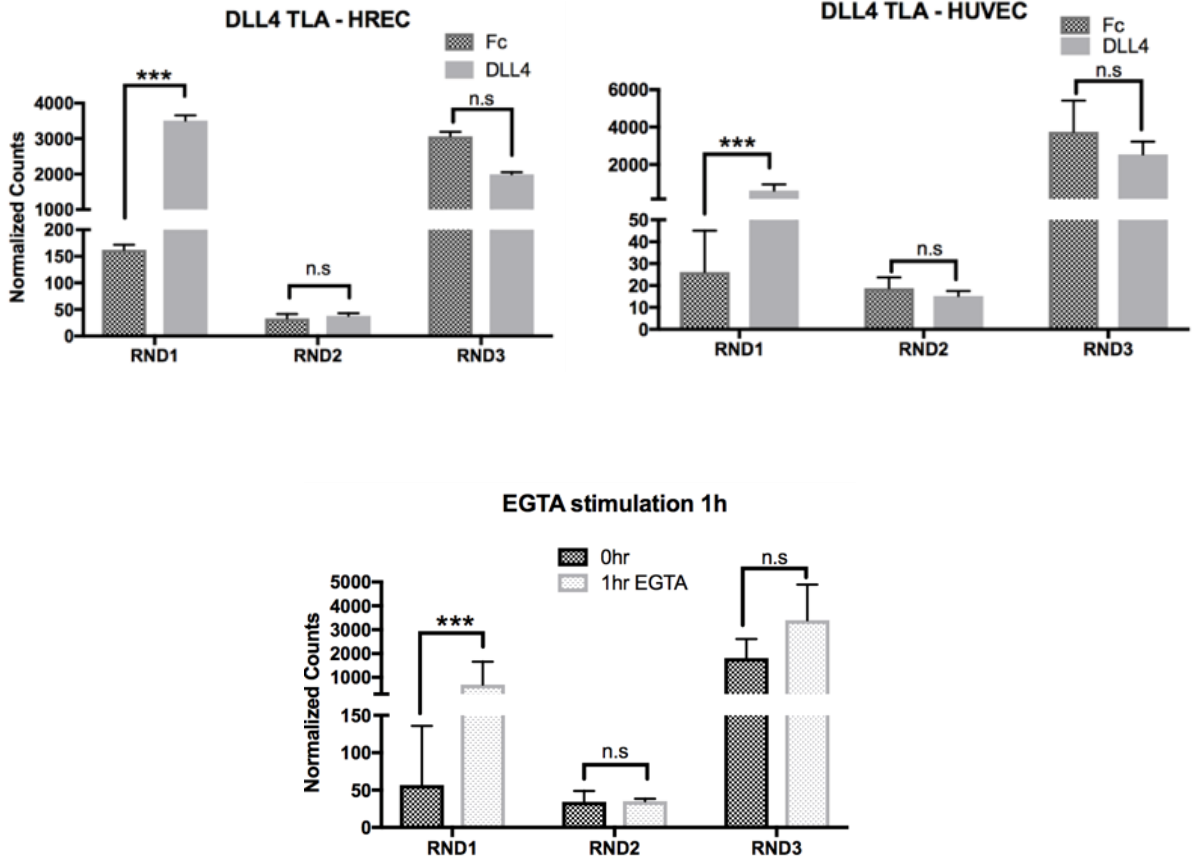 DLL4 TLA - HREC
Fc
DLL4
***
n.s
n.s
Normalized Counts
4000
3000
2000
1000
200
150
100
50
0
RND1 RND2 RND3
DLL4 TLA - HUVEC
Fc
DLL4
***
n.s
n.s
6000
4000
2000
50
40
30
20
10
0
RND1 RND2 RND3
EGTA stimulation 1h
0hr
1hr EGTA
***
n.s
n.s
Normalized Counts
5000
4000
3000
2000
1000
150
100
50
0
RND1 RND2 RND3